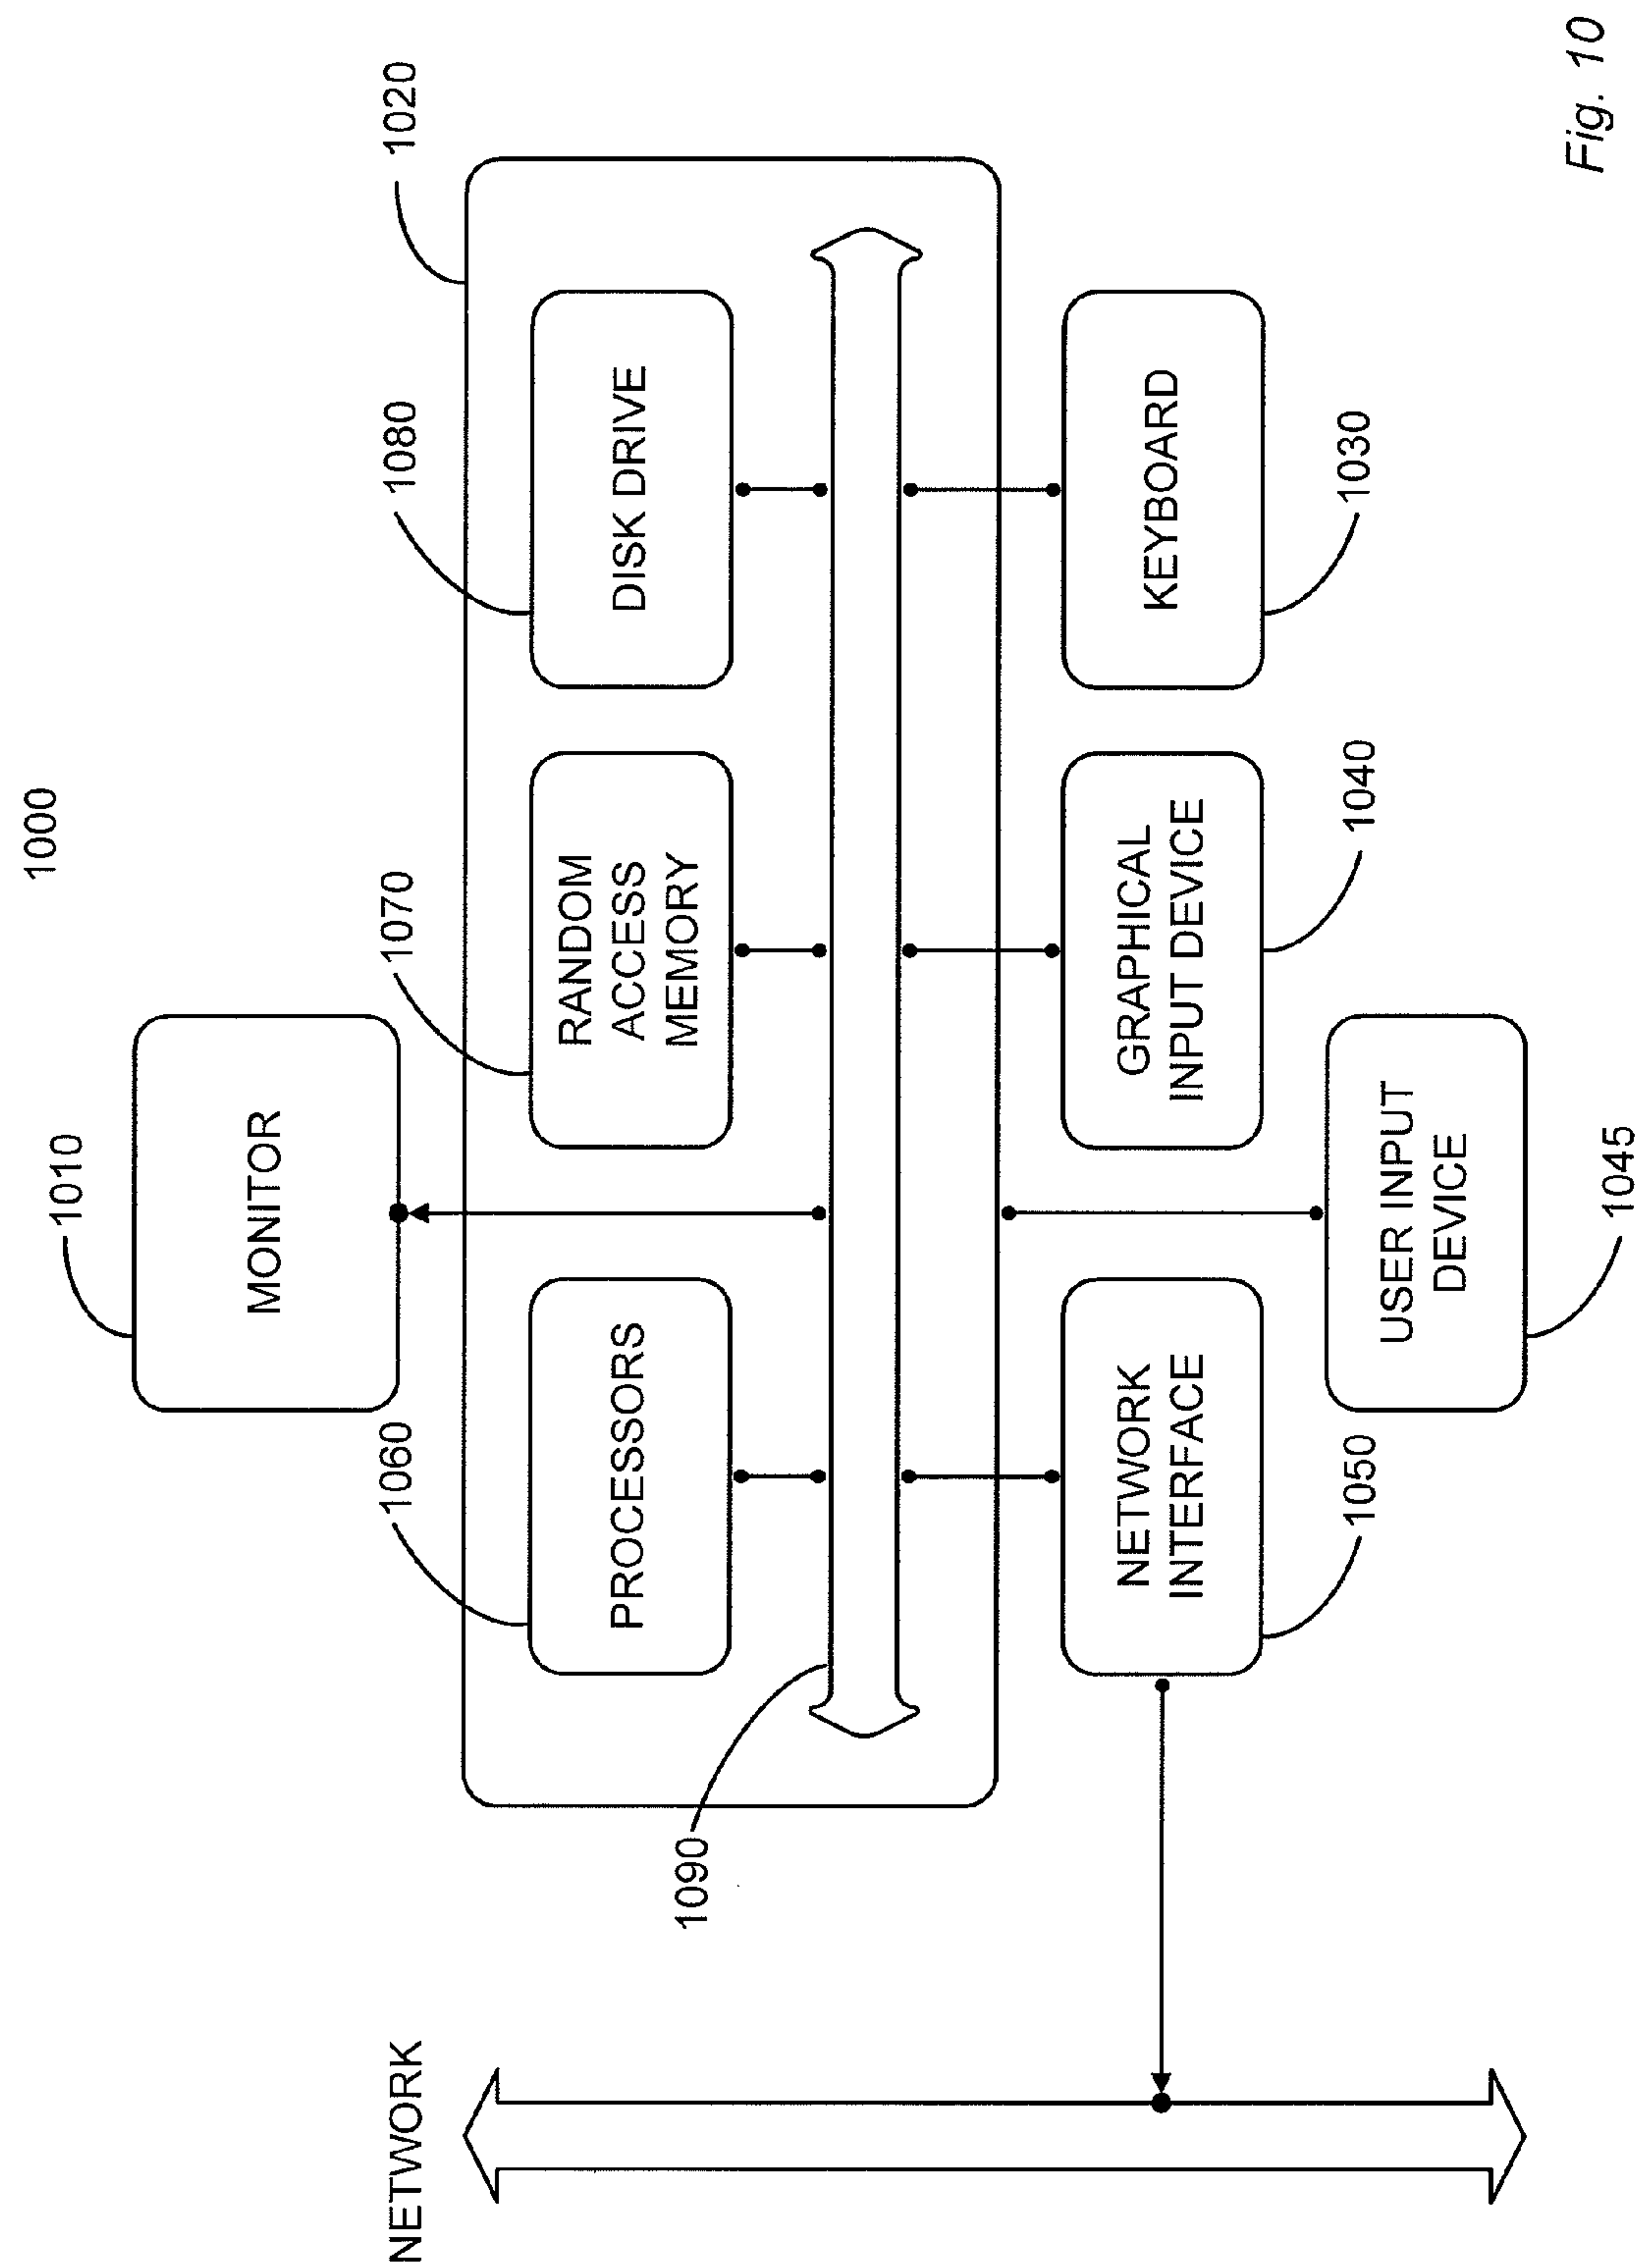 1000
1010
MONITOR
1020
1060
1070
1080
PROCESSORS
RANDOM
ACCESS
MEMORY
DISK DRIVE
1090
NETWORK
NETWORK
INTERFACE
GRAPHICAL
INPUT DEVICE
KEYBOARD
1050
1040
1030
USER INPUT
DEVICE
1045
Fig. 10